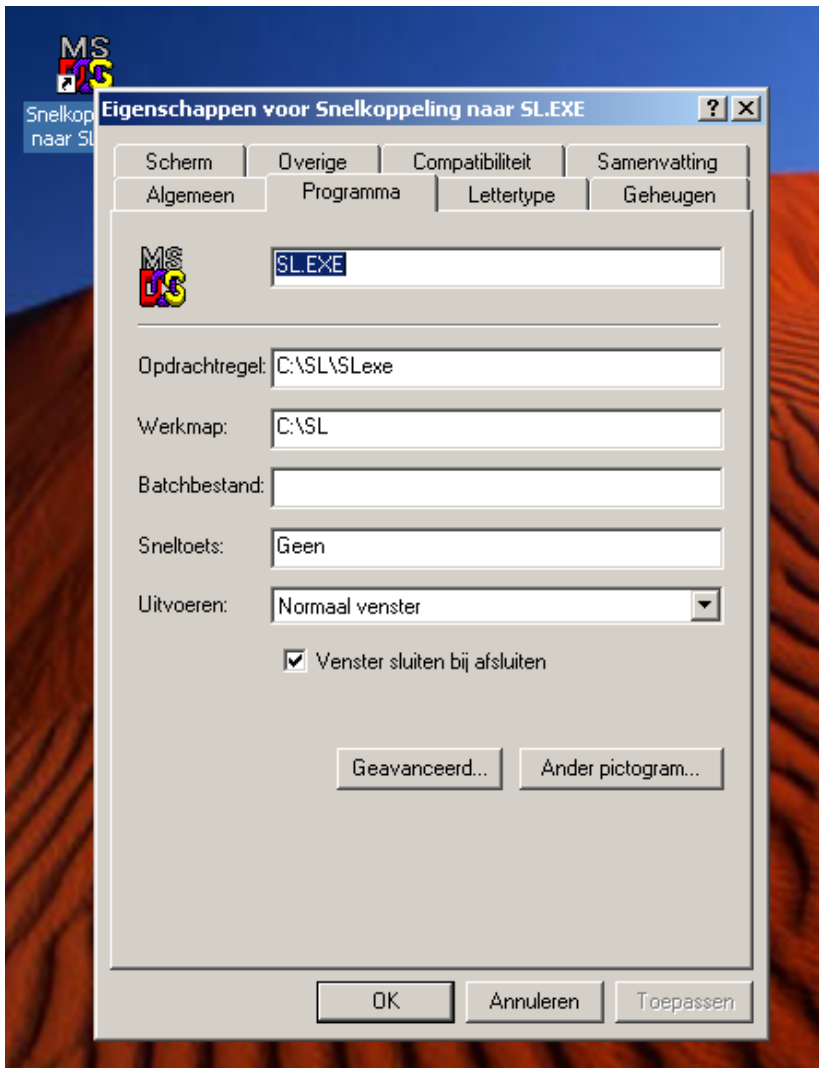 MS
DOS
Snelkop
naar SL
Eigenschappen voor Snelkoppeling naar SL.EXE
Scherm Overige Compatibiliteit Samenvatting
Algemeen Programma Lettertype Geheugen
MS
DOS
SL.EXE
Opdrachtregel: C:\SL\SLexe
Werkmap: C:\SL
Batchbestand:
Sneltoets: Geen
Uitvoeren: Normaal venster
Venster sluiten bij afsluiten
Geavanceerd... Ander pictogram...
OK Annuleren Toepassen